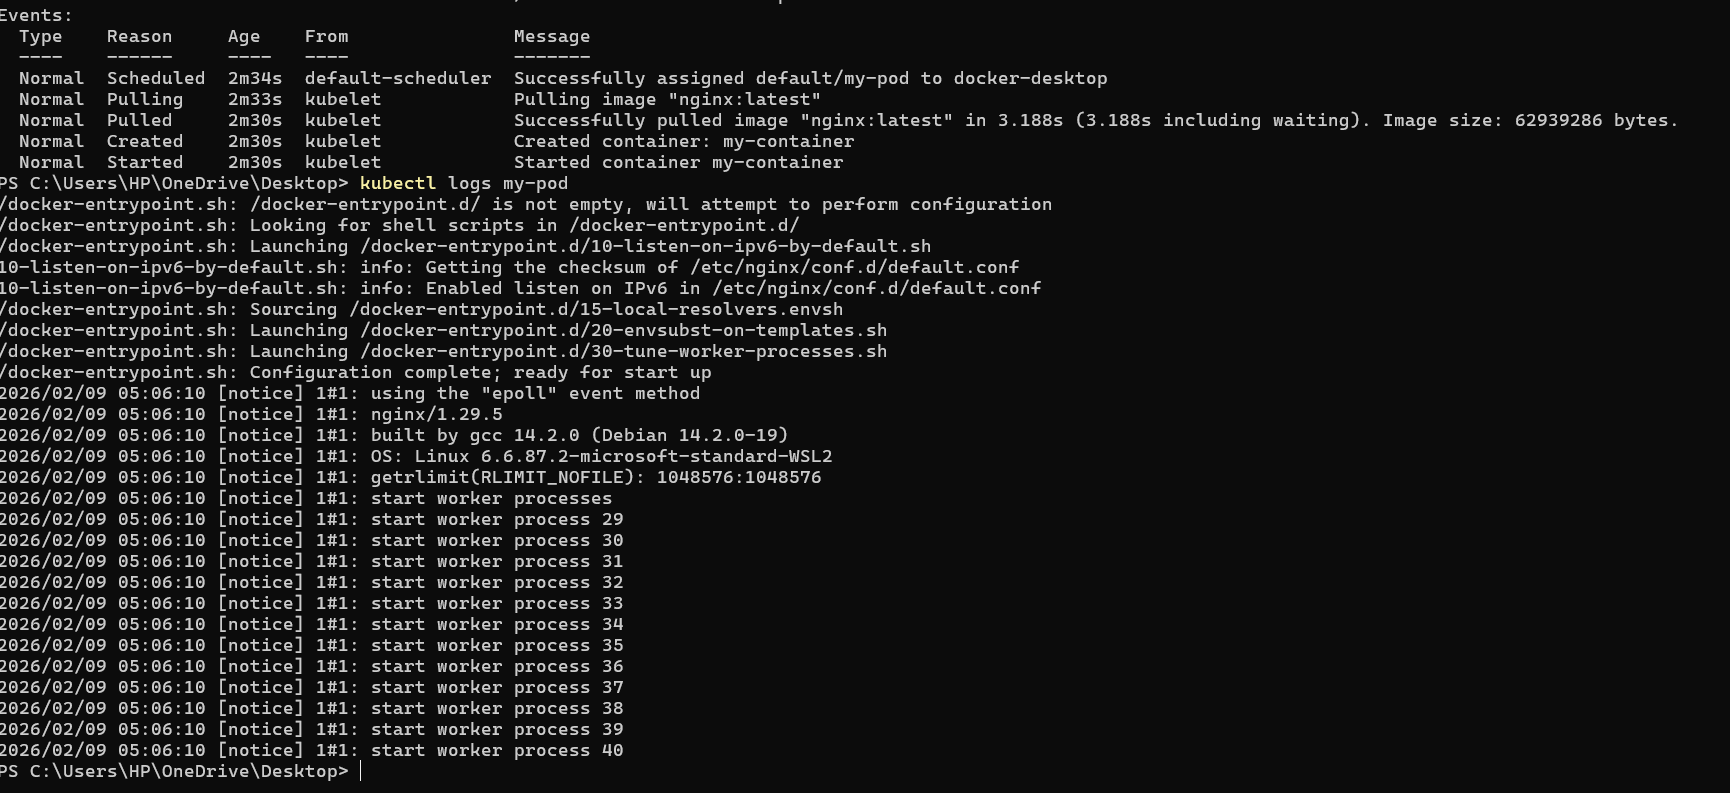 Events:
  Type    Reason     Age   From               Message
  ----    ------     ----  ----               -------
  Normal  Scheduled  2m34s  default-scheduler  Successfully assigned default/my-pod to docker-desktop
  Normal  Pulling    2m33s  kubelet            Pulling image "nginx:latest"
  Normal  Pulled     2m30s  kubelet            Successfully pulled image "nginx:latest" in 3.188s (3.188s including waiting). Image size: 62939286 bytes.
  Normal  Created    2m30s  kubelet            Created container: my-container
  Normal  Started    2m30s  kubelet            Started container my-container
PS C:\Users\HP\OneDrive\Desktop> kubectl logs my-pod
/docker-entrypoint.sh: /docker-entrypoint.d/ is not empty, will attempt to perform configuration
/docker-entrypoint.sh: Looking for shell scripts in /docker-entrypoint.d/
/docker-entrypoint.sh: Launching /docker-entrypoint.d/10-listen-on-ipv6-by-default.sh
10-listen-on-ipv6-by-default.sh: info: Getting the checksum of /etc/nginx/conf.d/default.conf
10-listen-on-ipv6-by-default.sh: info: Enabled listen on IPv6 in /etc/nginx/conf.d/default.conf
/docker-entrypoint.sh: Sourcing /docker-entrypoint.d/15-local-resolvers.envsh
/docker-entrypoint.sh: Launching /docker-entrypoint.d/20-envsubst-on-templates.sh
/docker-entrypoint.sh: Launching /docker-entrypoint.d/30-tune-worker-processes.sh
/docker-entrypoint.sh: Configuration complete; ready for start up
2026/02/09 05:06:10 [notice] 1#1: using the "epoll" event method
2026/02/09 05:06:10 [notice] 1#1: nginx/1.29.5
2026/02/09 05:06:10 [notice] 1#1: built by gcc 14.2.0 (Debian 14.2.0-19)
2026/02/09 05:06:10 [notice] 1#1: OS: Linux 6.6.87.2-microsoft-standard-WSL2
2026/02/09 05:06:10 [notice] 1#1: getrlimit(RLIMIT_NOFILE): 1048576:1048576
2026/02/09 05:06:10 [notice] 1#1: start worker processes
2026/02/09 05:06:10 [notice] 1#1: start worker process 29
2026/02/09 05:06:10 [notice] 1#1: start worker process 30
2026/02/09 05:06:10 [notice] 1#1: start worker process 31
2026/02/09 05:06:10 [notice] 1#1: start worker process 32
2026/02/09 05:06:10 [notice] 1#1: start worker process 33
2026/02/09 05:06:10 [notice] 1#1: start worker process 34
2026/02/09 05:06:10 [notice] 1#1: start worker process 35
2026/02/09 05:06:10 [notice] 1#1: start worker process 36
2026/02/09 05:06:10 [notice] 1#1: start worker process 37
2026/02/09 05:06:10 [notice] 1#1: start worker process 38
2026/02/09 05:06:10 [notice] 1#1: start worker process 39
2026/02/09 05:06:10 [notice] 1#1: start worker process 40
PS C:\Users\HP\OneDrive\Desktop>